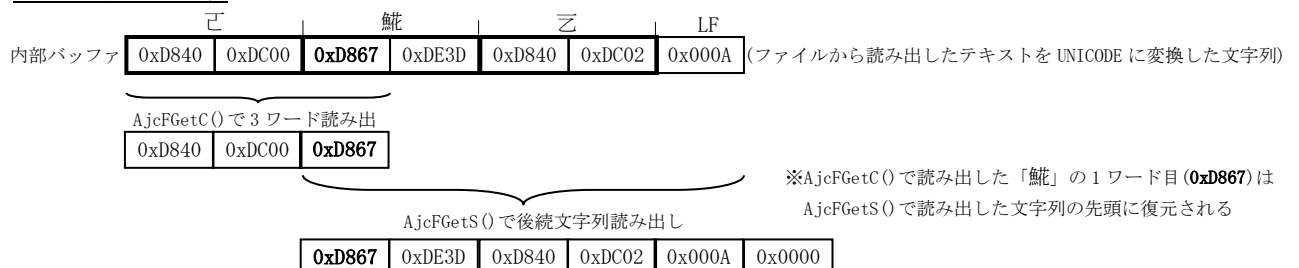 𠀀 鮏 𠀂 LF
内部バッファ 0xD840 0xDC00 0xD867 0xDE3D 0xD840 0xDC02 0x000A (ファイルから読み出したテキストを UNICODE に変換した文字列)
AjcFGetC()で 3 ワード読み出
0xD840 0xDC00 0xD867
※AjcFGetC()で読み出した「𩸽」の 1 ワード目(0xD867)は
AjcFGetS()で読み出した文字列の先頭に復元される
AjcFGetS()で後続文字列読み出し
0xD867 0xDE3D 0xD840 0xDC02 0x000A 0x0000